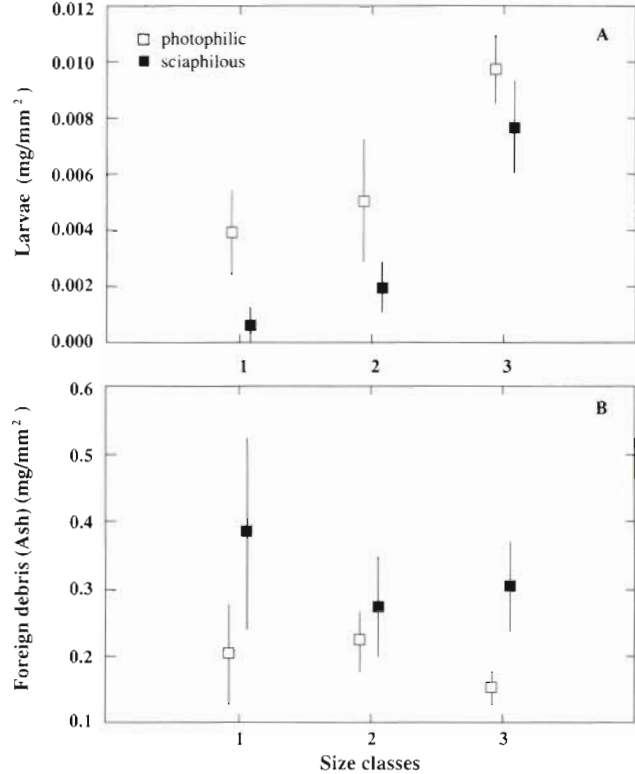 0.012
0.010
0.008
0.006
0.004
0.002
0.000
Larvae (mg/mm²)
photophilic
sciaphilous
A
1 2 3
0.6
0.5
0.4
0.3
0.2
0.1
Foreign debris (Ash) (mg/mm²)
B
1 2 3
Size classes